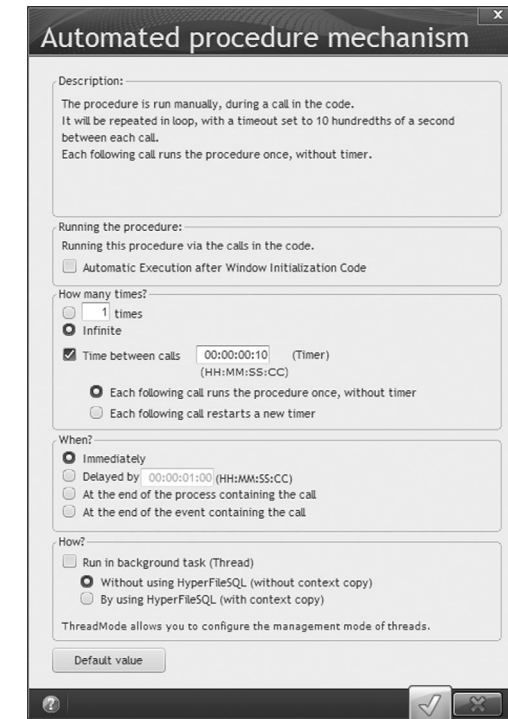 x
Automated procedure mechanism
Description:
The procedure is run manually, during a call in the code.
It will be repeated in loop, with a timeout set to 10 hundredths of a second
between each call.
Each following call runs the procedure once, without timer.
Running the procedure:
Running this procedure via the calls in the code.
Automatic Execution after Window Initialization Code
How many times?
1 times
Infinite
Time between calls 00:00:00:10 (Timer)
(HH:MM:SS:CC)
Each following call runs the procedure once, without timer
Each following call restarts a new timer
When?
Immediately
Delayed by 00:00:01:00 (HH:MM:SS:CC)
At the end of the process containing the call
At the end of the event containing the call
How?
Run in background task (Thread)
Without using HyperFileSQL (without context copy)
By using HyperFileSQL (with context copy)
ThreadMode allows you to configure the management mode of threads.
Default value
?